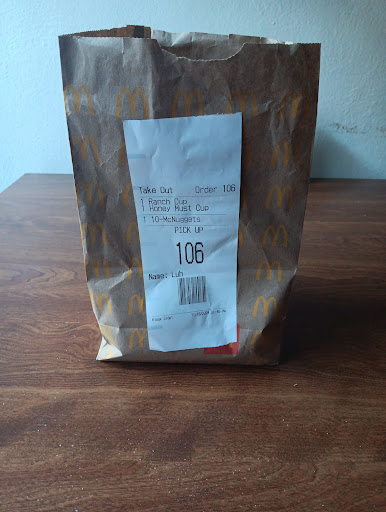 Take Out Order 106
1 Ranch Cup
1 Honey Must Cup
1 10-McNuggets
PICK UP
106
Name: Luh